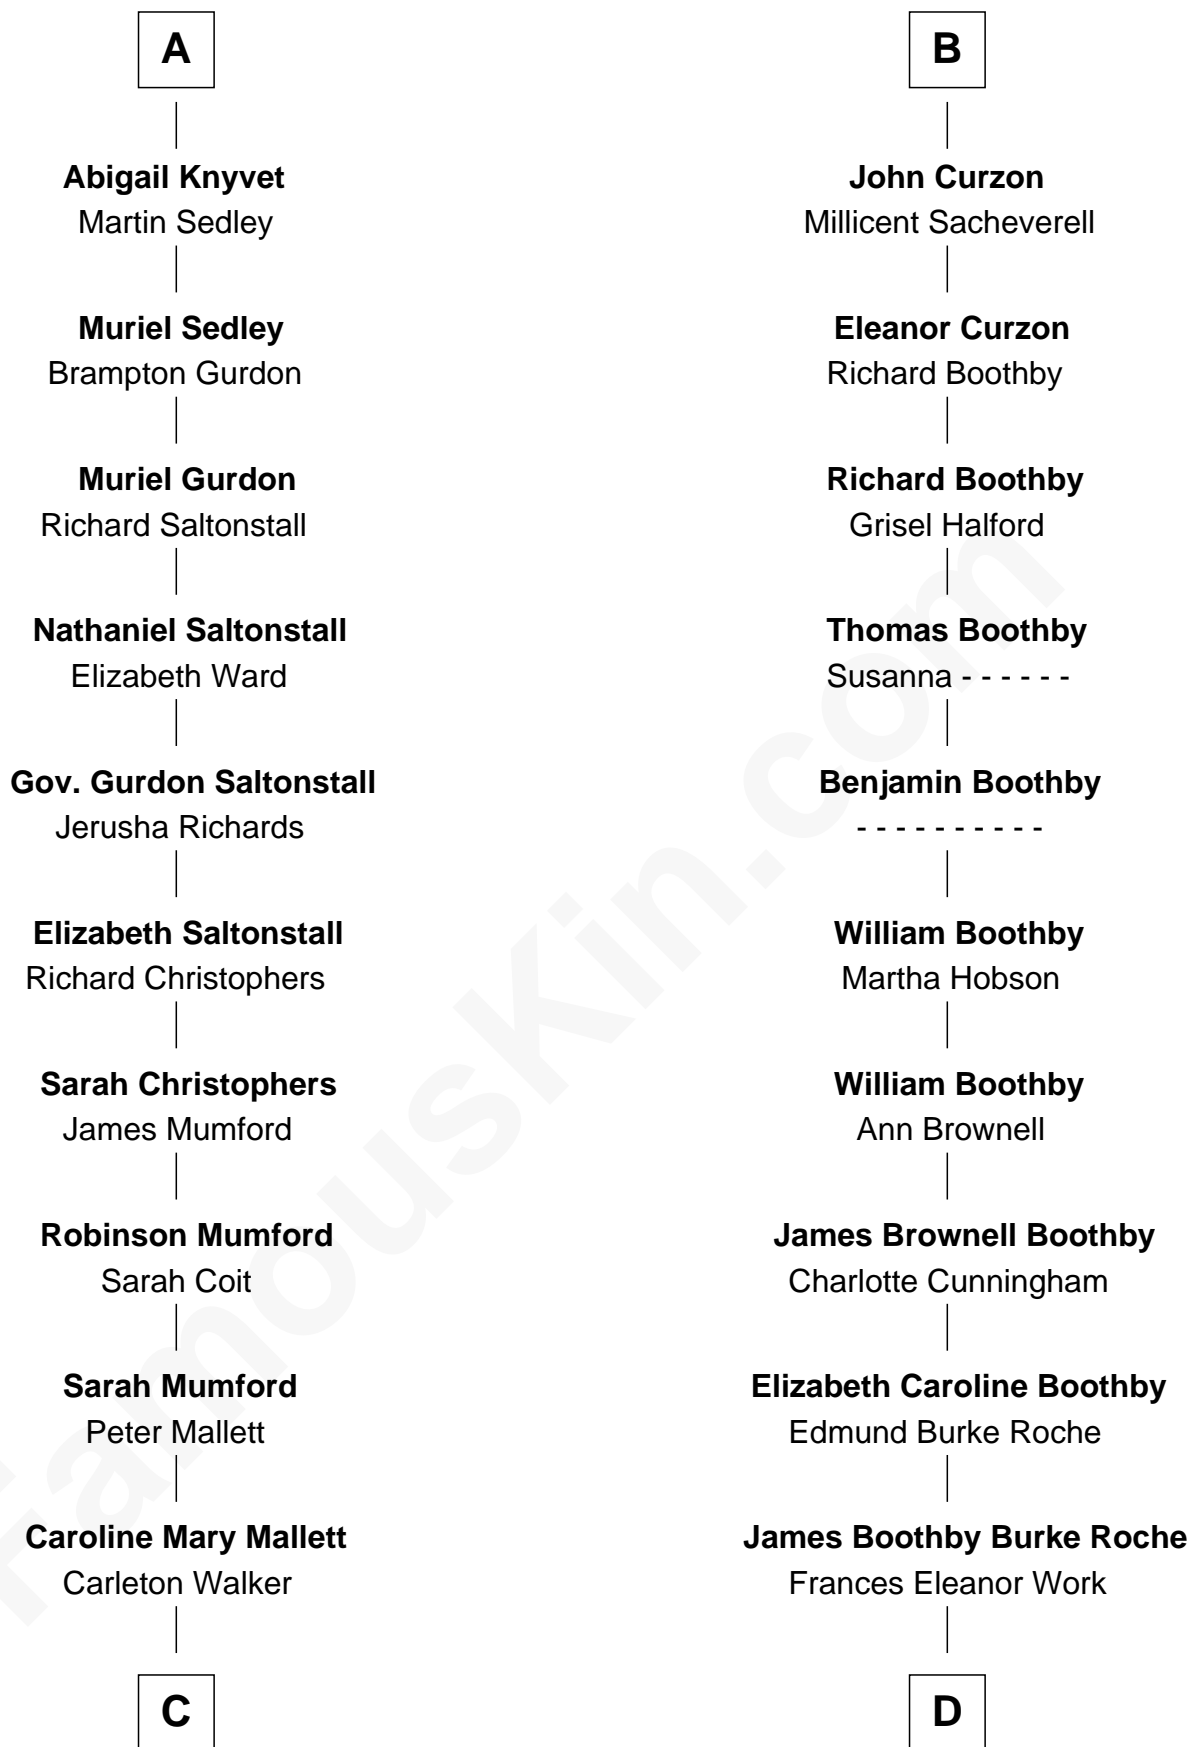 A
Abigail Knyvet
Martin Sedley
Muriel Sedley
Brampton Gurdon
Muriel Gurdon
Richard Saltonstall
Nathaniel Saltonstall
Elizabeth Ward
Gov. Gurdon Saltonstall
Jerusha Richards
Elizabeth Saltonstall
Richard Christophers
Sarah Christophers
James Mumford
Robinson Mumford
Sarah Coit
Sarah Mumford
Peter Mallett
Caroline Mary Mallett
Carleton Walker
C
B
John Curzon
Millicent Sacheverell
Eleanor Curzon
Richard Boothby
Richard Boothby
Grisel Halford
Thomas Boothby
Susanna - - - - - -
Benjamin Boothby
- - - - - - - - - -
William Boothby
Martha Hobson
William Boothby
Ann Brownell
James Brownell Boothby
Charlotte Cunningham
Elizabeth Caroline Boothby
Edmund Burke Roche
James Boothby Burke Roche
Frances Eleanor Work
D
FamousKin.com